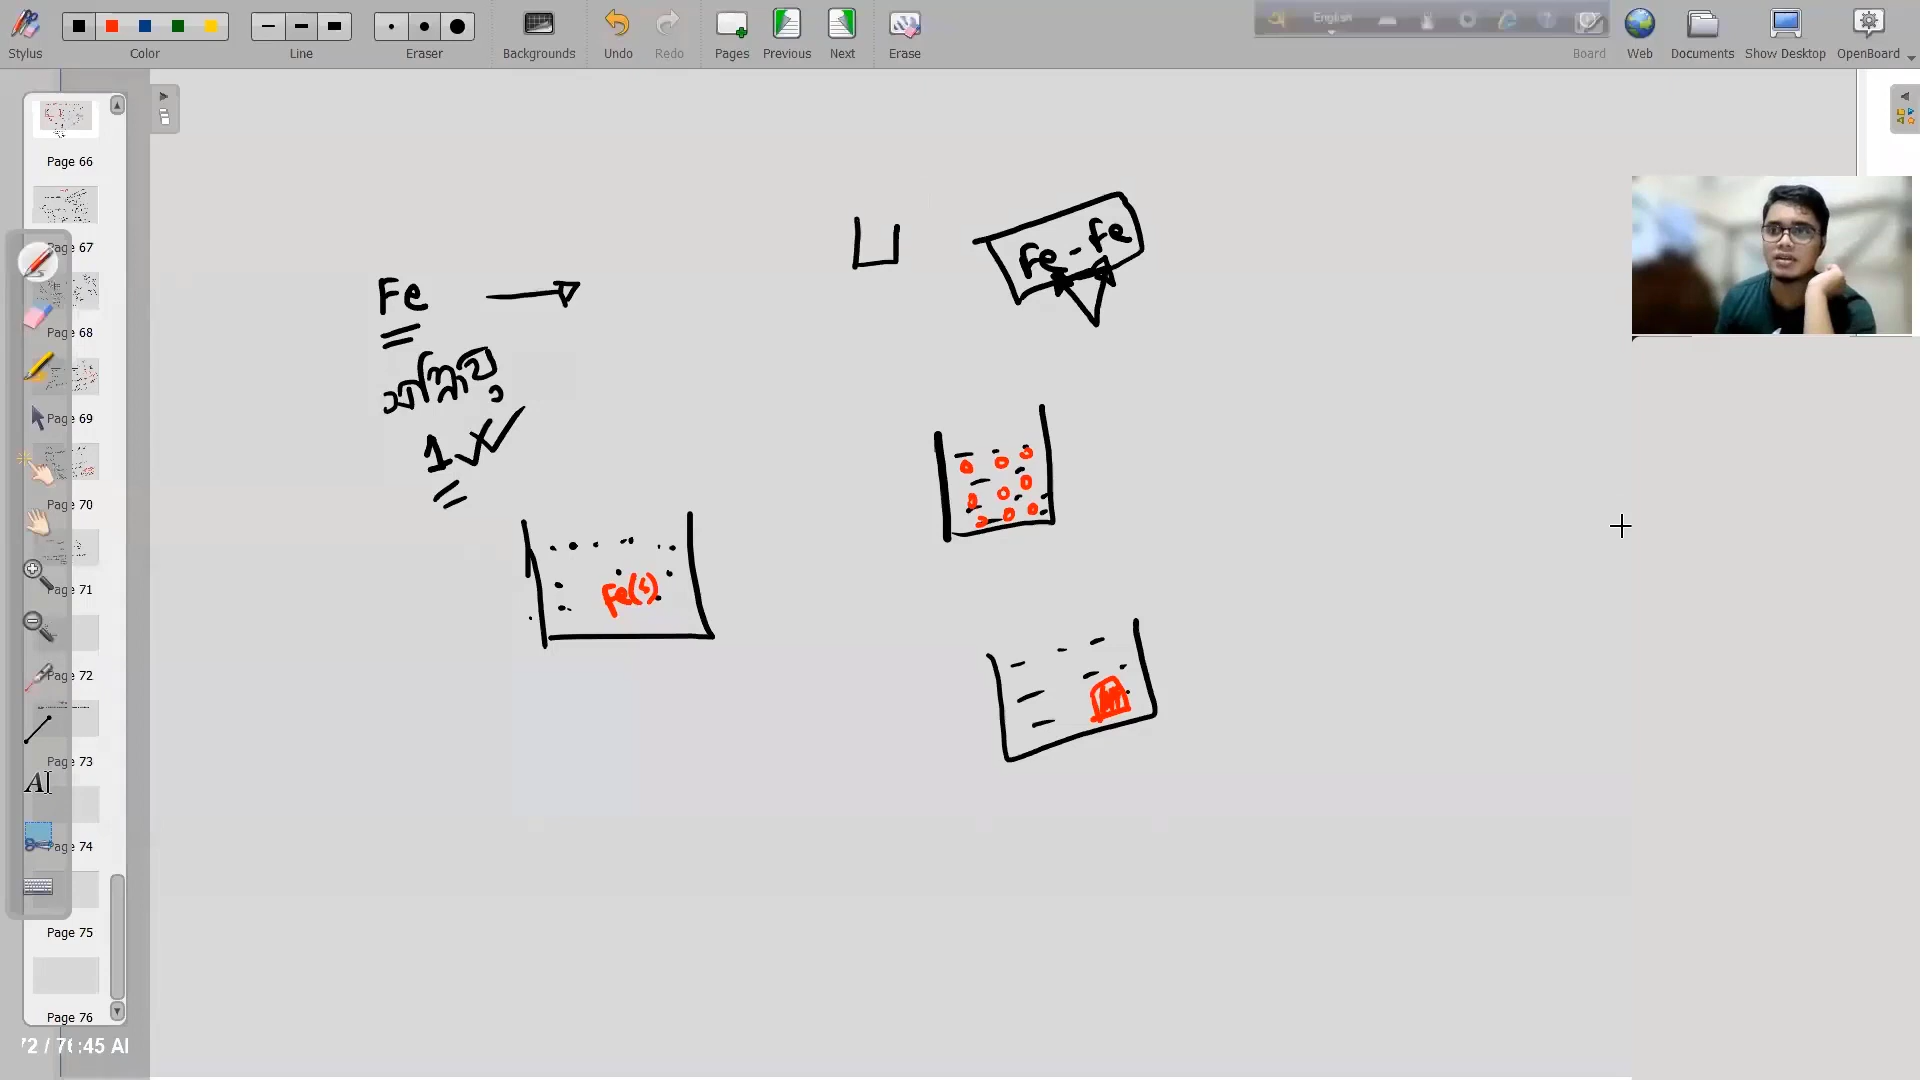 Stylus
Color
Line
Eraser
Backgrounds
Undo
Redo
Pages
Previous
Next
Erase
English
Board
Web
Documents
Show Desktop
OpenBoard
Page 66
Page 67
Page 68
Page 69
Page 70
Page 71
Page 72
Page 73
Page 74
Page 75
Page 76
Fe
1
Fe - Fe
Fe(s)